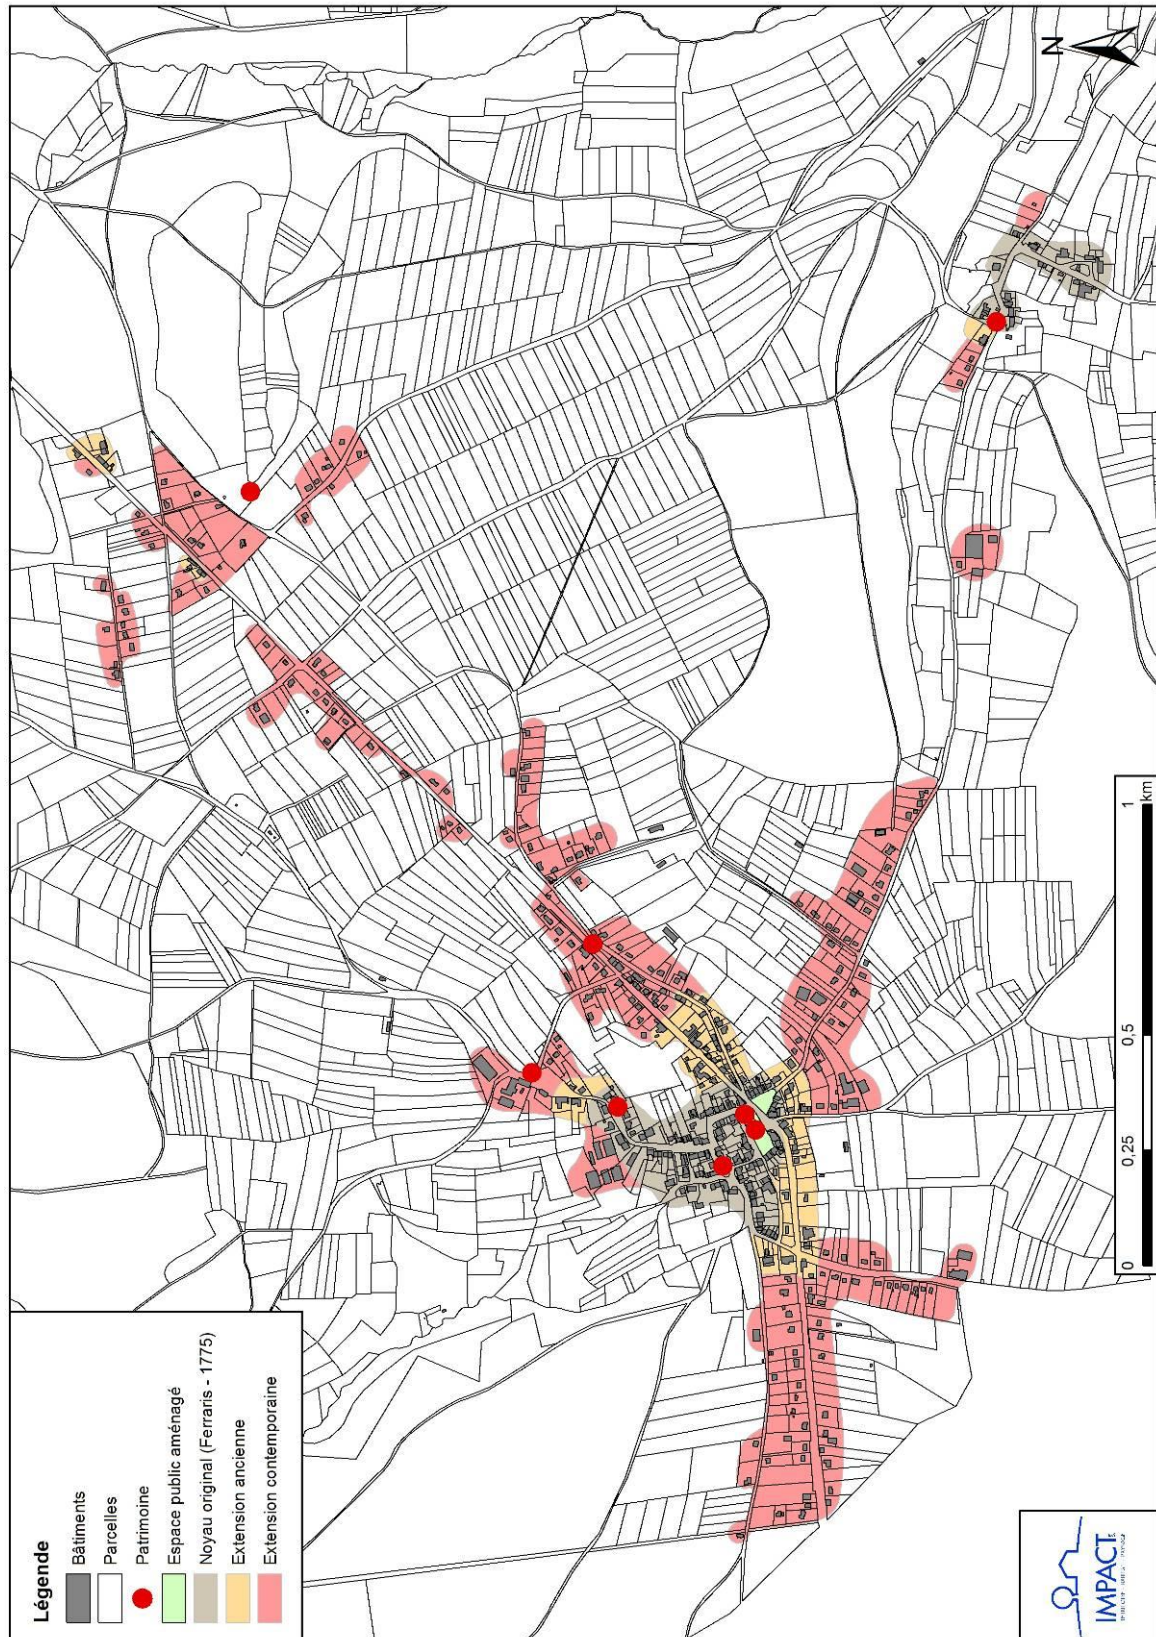 Légende
Bâtiments
Parcelles
Patrimoine
Espace public aménagé
Noyau original (Ferraris - 1775)
Extension ancienne
Extension contemporaine
N
0 0,25 0,5 1
km
IMPACT